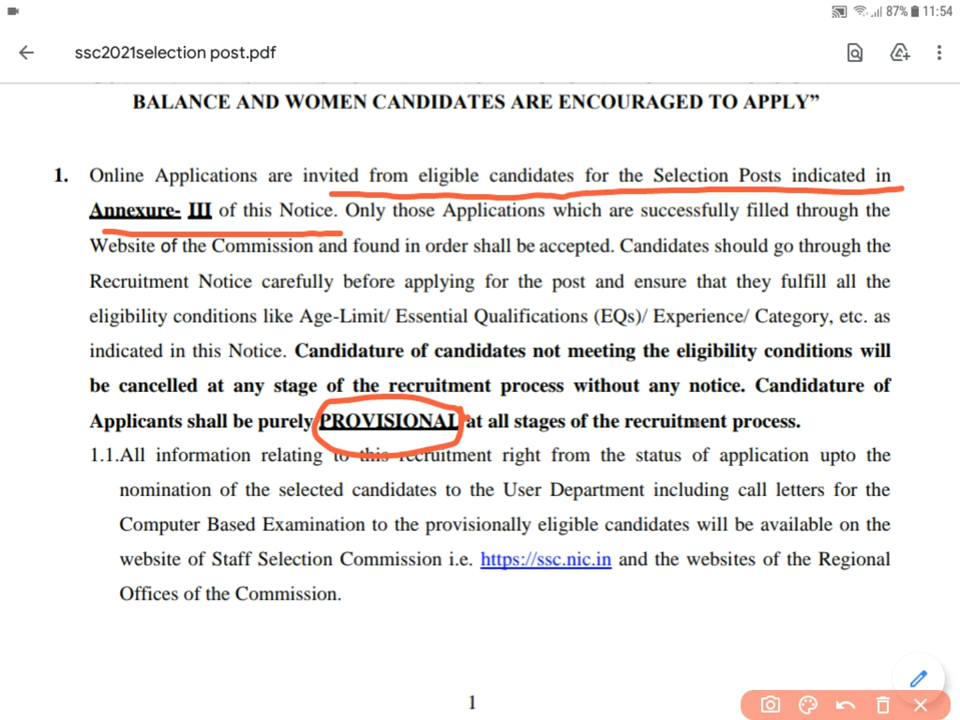 87% 11:54
ssc2021selection post.pdf
BALANCE AND WOMEN CANDIDATES ARE ENCOURAGED TO APPLY”
1. Online Applications are invited from eligible candidates for the Selection Posts indicated in
Annexure- III of this Notice. Only those Applications which are successfully filled through the
Website of the Commission and found in order shall be accepted. Candidates should go through the
Recruitment Notice carefully before applying for the post and ensure that they fulfill all the
eligibility conditions like Age-Limit/ Essential Qualifications (EQs)/ Experience/ Category, etc. as
indicated in this Notice. Candidature of candidates not meeting the eligibility conditions will
be cancelled at any stage of the recruitment process without any notice. Candidature of
Applicants shall be purely PROVISIONAL at all stages of the recruitment process.
1.1.All information relating to this recruitment right from the status of application upto the
nomination of the selected candidates to the User Department including call letters for the
Computer Based Examination to the provisionally eligible candidates will be available on the
website of Staff Selection Commission i.e. https://ssc.nic.in and the websites of the Regional
Offices of the Commission.
1